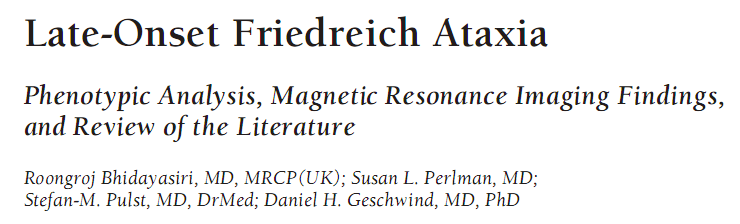 Late-Onset Friedreich Ataxia
Phenotypic Analysis, Magnetic Resonance Imaging Findings,
and Review of the Literature
Roongroj Bhidayasiri, MD, MRCP(UK); Susan L. Perlman, MD;
Stefan-M. Pulst, MD, DrMed; Daniel H. Geschwind, MD, PhD